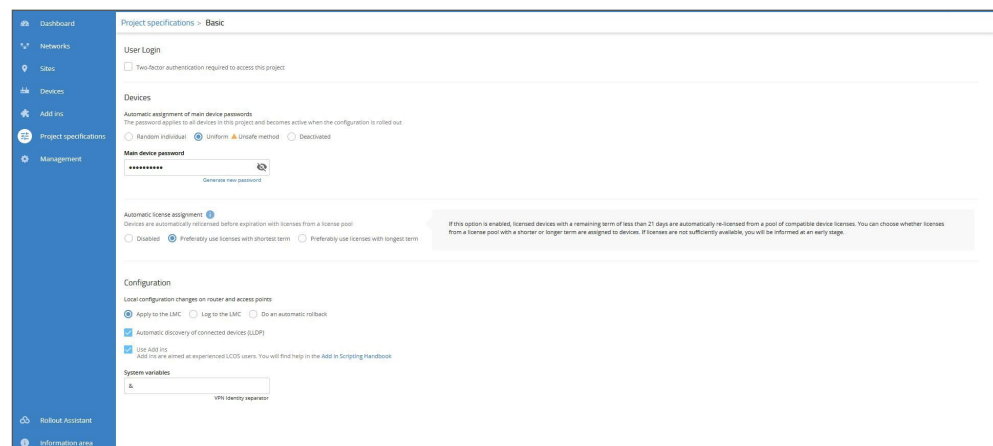 Dashboard
Networks
Sites
Devices
Add ins
Project specifications
Management
Rollout Assistant
Information area
Project specifications > Basic
User Login
Two-factor authentication required to access this project
Devices
Automatic assignment of main device passwords
The password applies to all devices in this project and becomes active when the configuration is rolled out
Random individual Uniform Unsafe method Deactivated
Main device password
••••••••••
Generate new password
Automatic license assignment
Devices are automatically relicensed before expiration with licenses from a license pool
Disabled Preferably use licenses with shortest term Preferably use licenses with longest term
If this option is enabled, licensed devices with a remaining term of less than 21 days are automatically re-licensed from a pool of compatible device licenses. You can choose whether licenses
from a license pool with a shorter or longer term are assigned to devices. If licenses are not sufficiently available, you will be informed at an early stage.
Configuration
Local configuration changes on router and access points
Apply to the LMC Log to the LMC Do an automatic rollback
Automatic discovery of connected devices (LLDP)
Use Add ins
Add ins are aimed at experienced LCOS users. You will find help in the Add in Scripting Handbook
System variables
&
VPN Identity separator